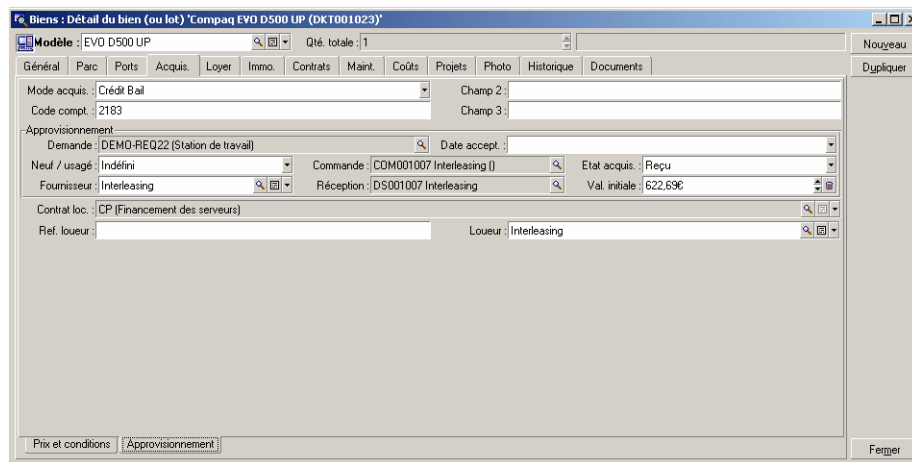 Biens : Détail du bien (ou lot) 'Compaq EVO D500 UP (DKT001023)'
Modèle : EVO D500 UP Qté. totale : 1 Nouveau
Général Parc Ports Acquis. Loyer Immo. Contrats Maint. Coûts Projets Photo Historique Documents Dupliquer
Mode acquis. : Crédit Bail Champ 2 :
Code compt. : 2183 Champ 3 :
Approvisionnement
Demande : DEMO-REQ22 (Station de travail) Date accept. :
Neuf / usagé : Indéfini Commande : COM001007 Interleasing () Etat acquis. : Reçu
Fournisseur : Interleasing Réception : DS001007 Interleasing Val. initiale : 622,69€
Contrat loc. : CP (Financement des serveurs)
Ref. loueur : Loueur : Interleasing
Prix et conditions Approvisionnement Fermer